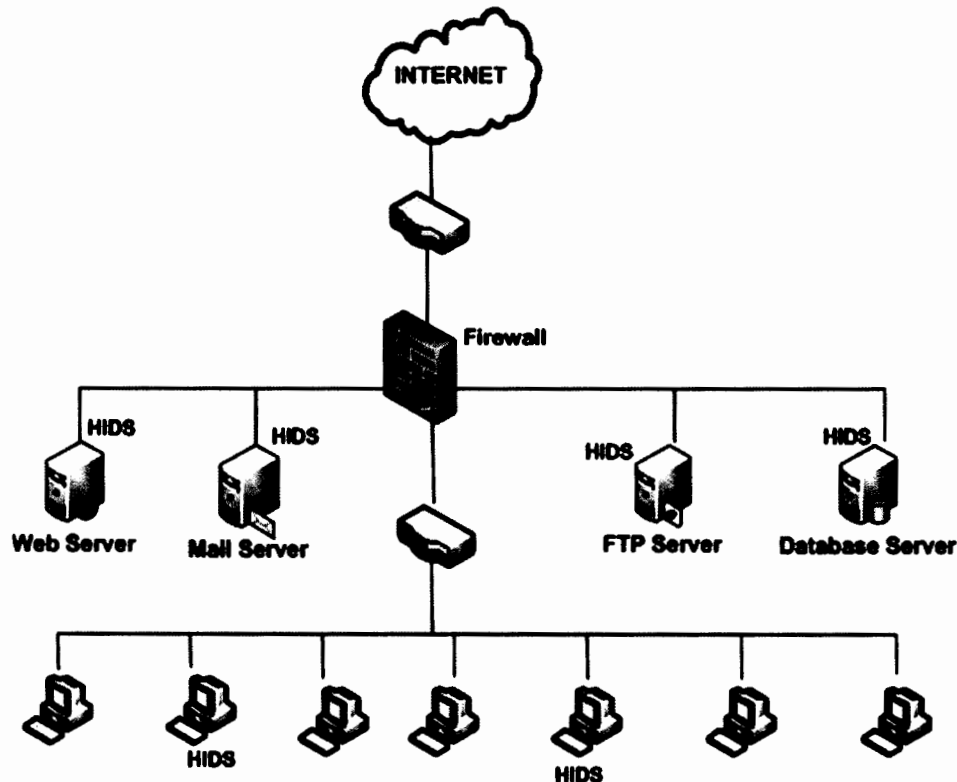 INTERNET
Firewall
HIDS
HIDS
HIDS
HIDS
Web Server
Mail Server
FTP Server
Database Server
HIDS
HIDS